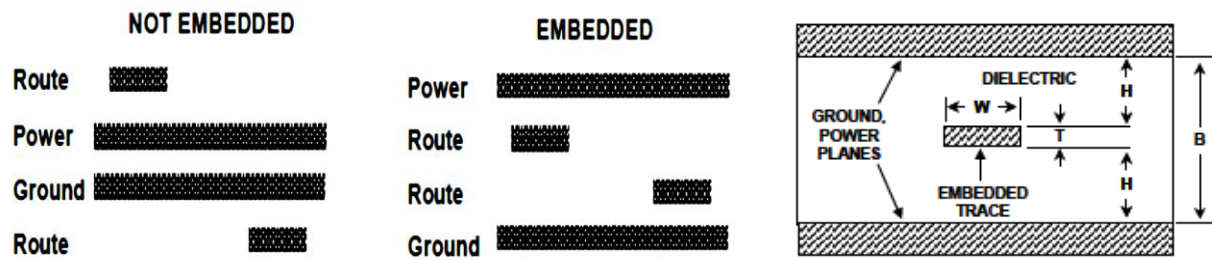 NOT EMBEDDED
Route
Power
Ground
Route
EMBEDDED
Power
Route
Route
Ground
DIELECTRIC
H
W
GROUND,
POWER
PLANES
T
B
H
EMBEDDED
TRACE